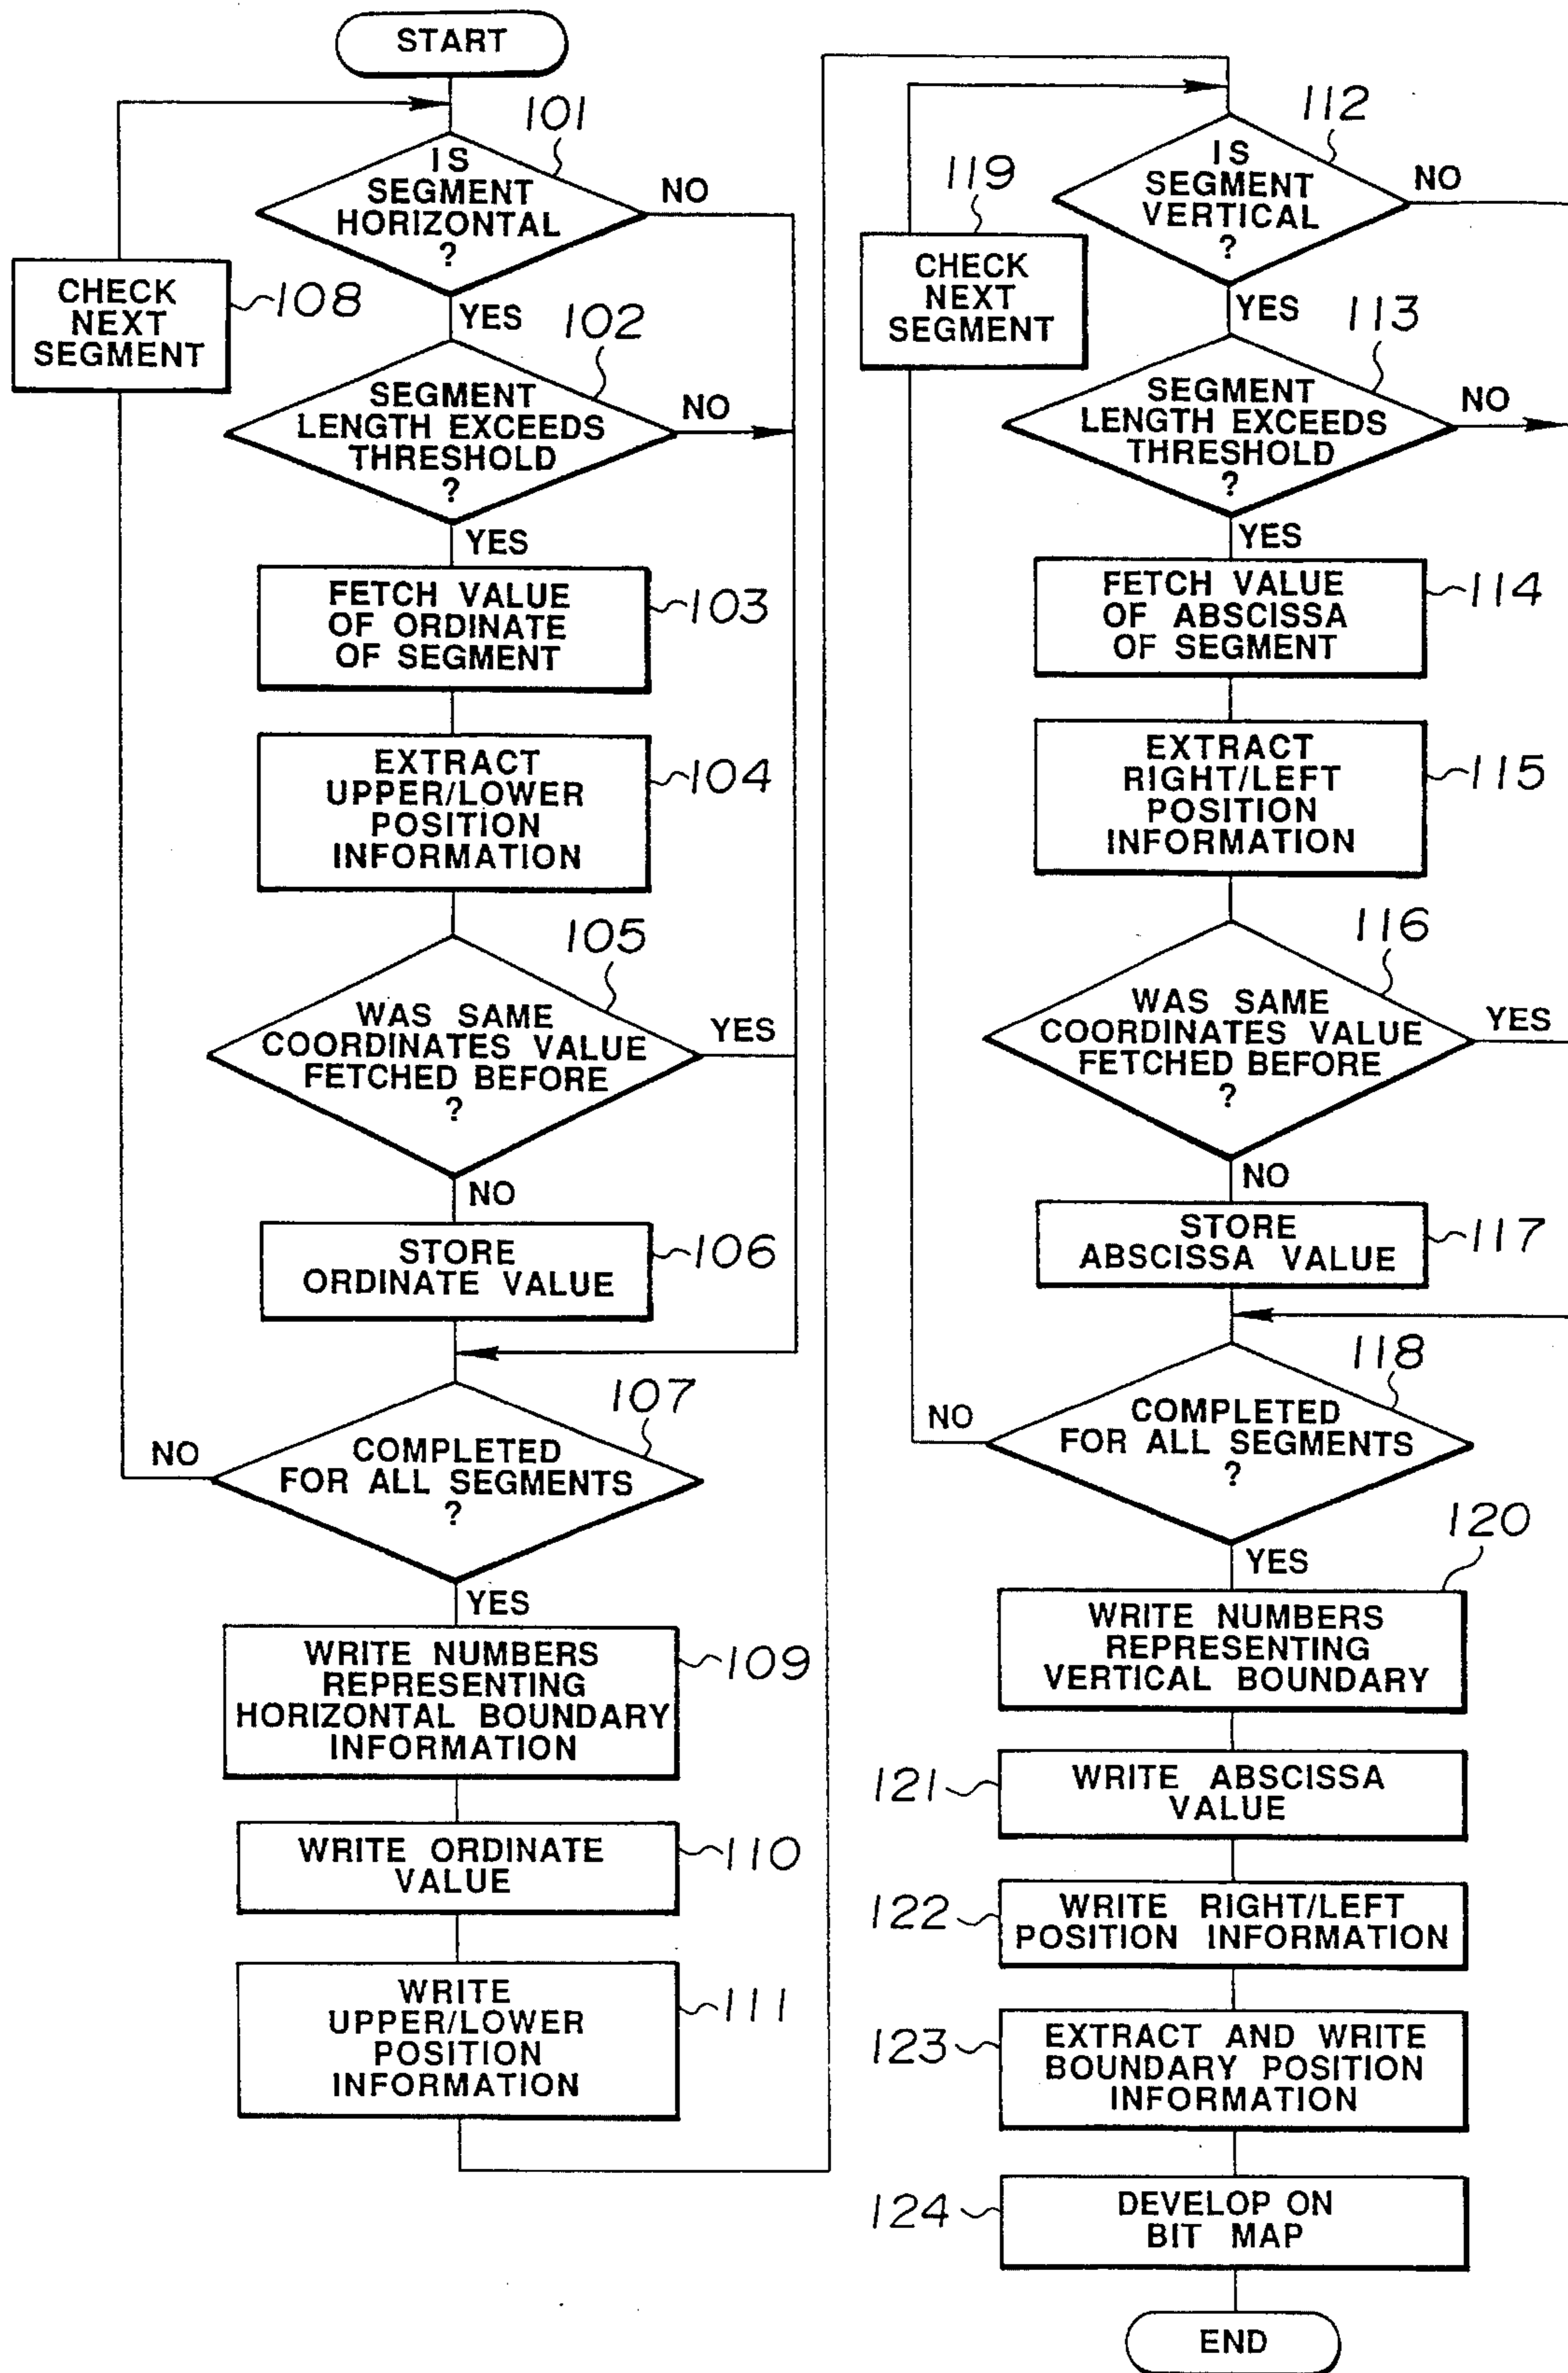 START
101
IS
SEGMENT
HORIZONTAL
?
NO
YES
CHECK
NEXT
SEGMENT
108
102
SEGMENT
LENGTH EXCEEDS
THRESHOLD
?
NO
YES
FETCH VALUE
OF ORDINATE
OF SEGMENT
103
EXTRACT
UPPER/LOWER
POSITION
INFORMATION
104
105
WAS SAME
COORDINATES VALUE
FETCHED BEFORE
?
YES
NO
STORE
ORDINATE VALUE
106
107
COMPLETED
FOR ALL SEGMENTS
?
NO
YES
WRITE NUMBERS
REPRESENTING
HORIZONTAL BOUNDARY
INFORMATION
109
WRITE ORDINATE
VALUE
110
WRITE
UPPER/LOWER
POSITION
INFORMATION
111
112
IS
SEGMENT
VERTICAL
?
NO
YES
119
CHECK
NEXT
SEGMENT
113
SEGMENT
LENGTH EXCEEDS
THRESHOLD
?
NO
YES
FETCH VALUE
OF ABSCISSA
OF SEGMENT
114
EXTRACT
RIGHT/LEFT
POSITION
INFORMATION
115
116
WAS SAME
COORDINATES VALUE
FETCHED BEFORE
?
YES
NO
STORE
ABSCISSA VALUE
117
118
COMPLETED
FOR ALL SEGMENTS
?
NO
YES
120
WRITE NUMBERS
REPRESENTING
VERTICAL BOUNDARY
121
WRITE ABSCISSA
VALUE
122
WRITE RIGHT/LEFT
POSITION INFORMATION
123
EXTRACT AND WRITE
BOUNDARY POSITION
INFORMATION
124
DEVELOP ON
BIT MAP
END